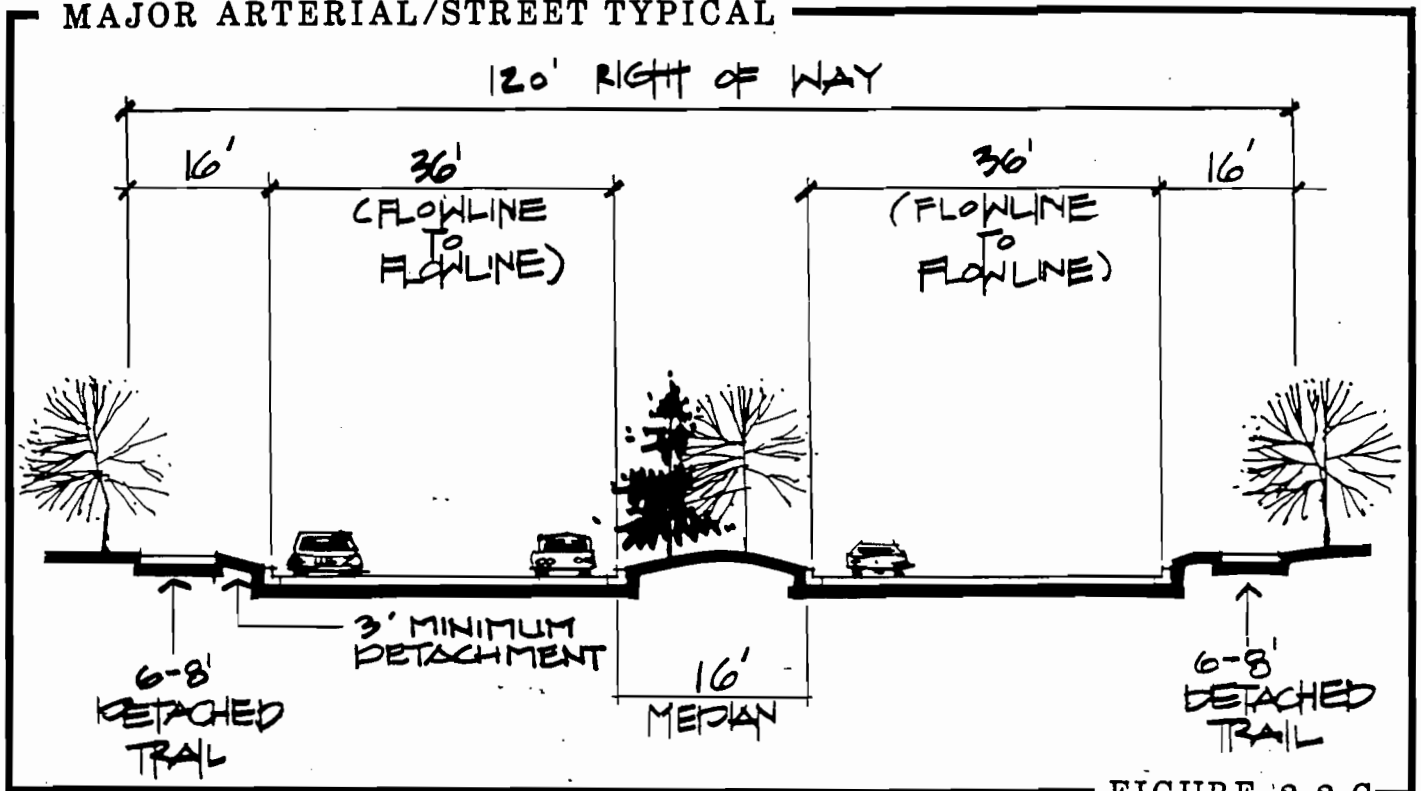 MAJOR ARTERIAL/STREET TYPICAL
120' RIGHT OF WAY
16'
36'
(FLOWLINE
TO
FLOWLINE)
36'
(FLOWLINE
TO
FLOWLINE)
16'
3' MINIMUM
DETACHMENT
6-8'
DETACHED
TRAIL
16'
MEDIAN
6-8'
DETACHED
TRAIL
FIGURE